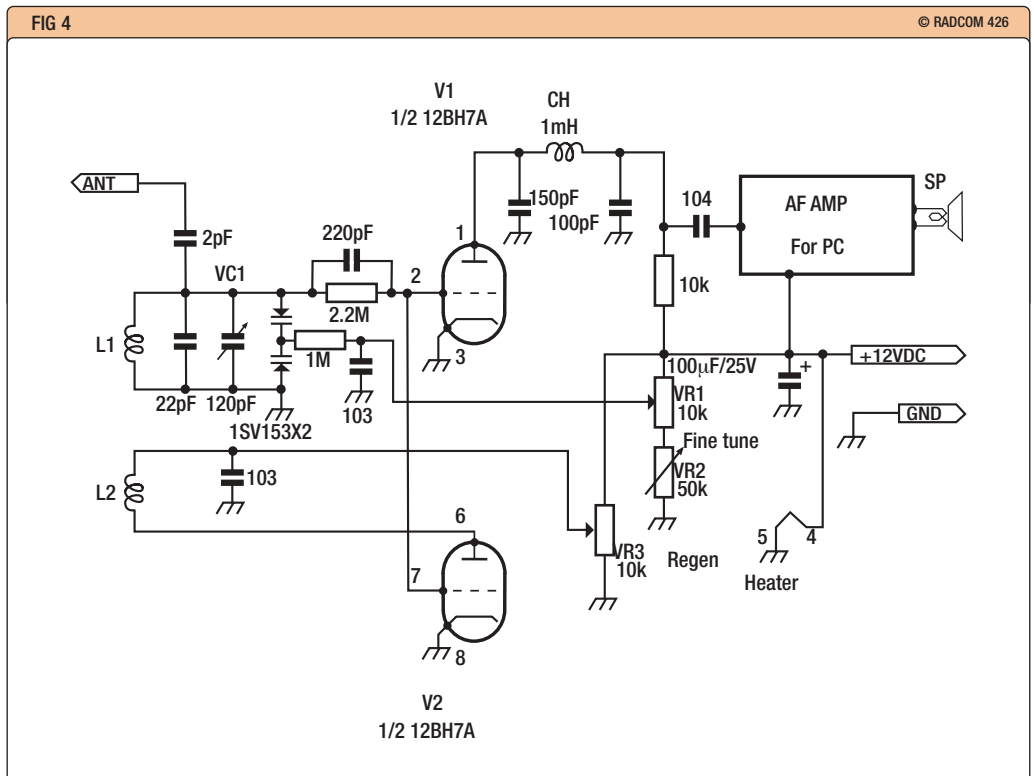 FIG 4
© RADCOM 426
V1
1/2 12BH7A
CH
1mH
ANT
150pF
100pF
104
AF AMP
For PC
SP
2pF
220pF
1
2
VC1
2.2M
10k
L1
1M
3
22pF
120pF
103
1SV153X2
100µF/25V
+
+12VDC
VR1
10k
GND
Fine tune
VR2
50k
L2
103
6
7
VR3
10k
Regen
5
4
Heater
8
V2
1/2 12BH7A